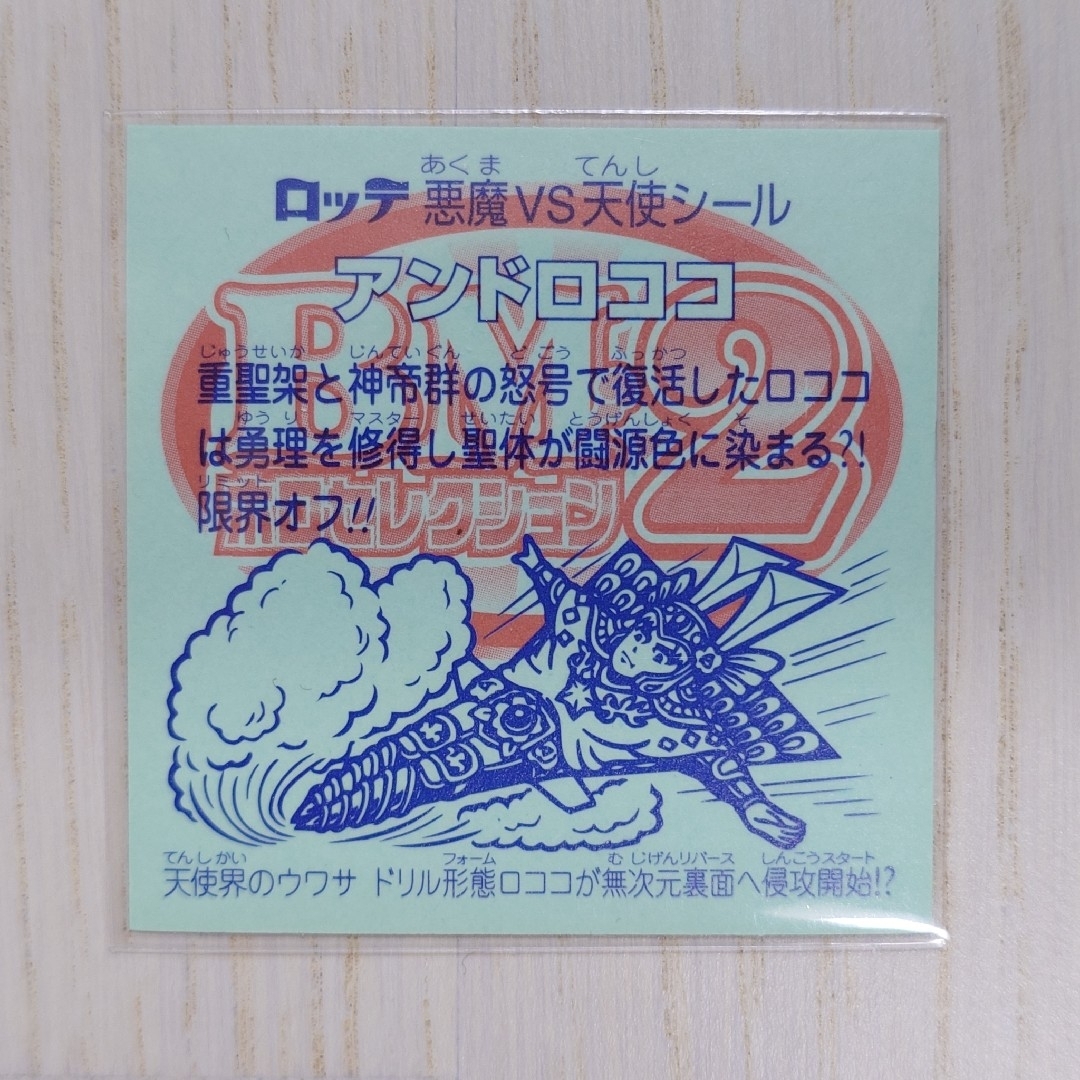 あくま てんし
ロッテ 悪魔VS天使シール
アンドロココ
BM2
ホロセレクション
じゅうせいか じんていぐん どごう ふっかつ
重聖架と神帝群の怒号で復活したロココ
ゆうり マスター せいたい とうげんしょく そ
は勇理を修得し聖体が闘源色に染まる?!
リミット
限界オフ!!
てんしかい フォーム むじげんリバース しんこうスタート
天使界のウワサ ドリル形態ロココが無次元裏面へ侵攻開始!?